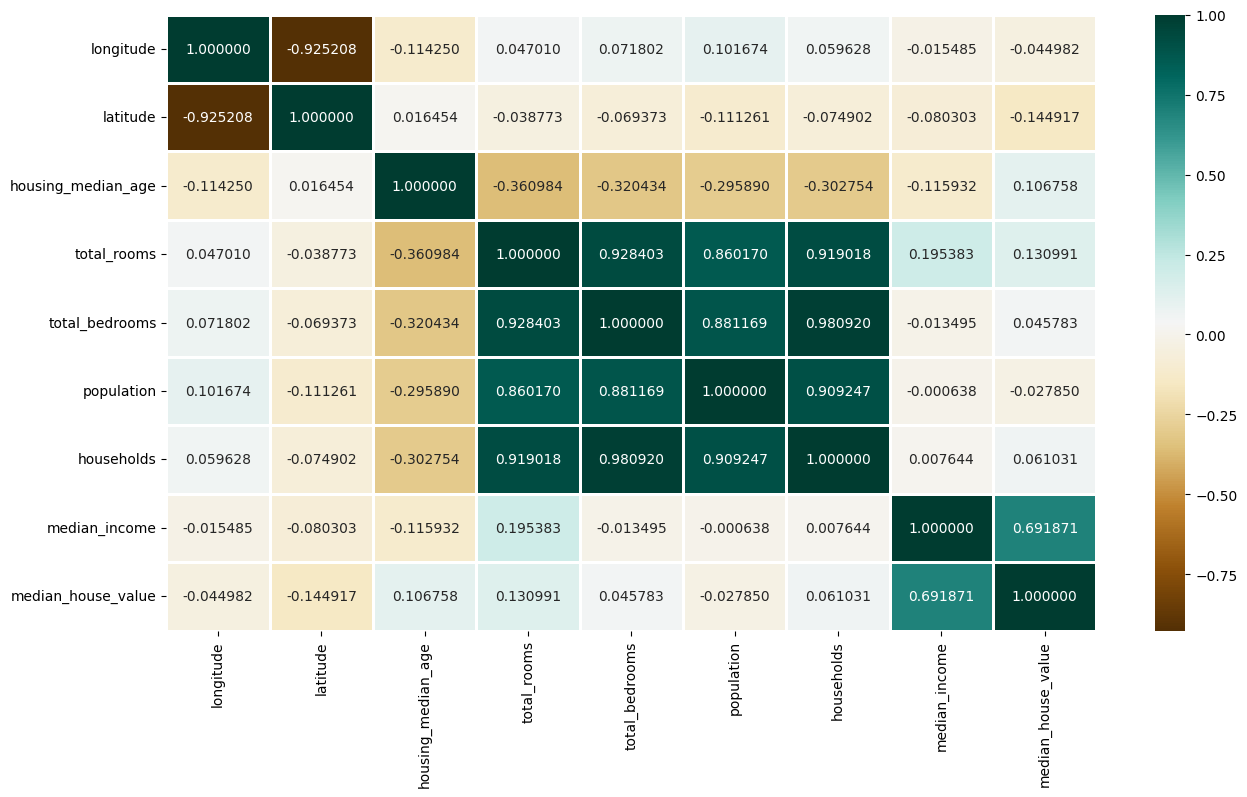 longitude 1.000000 -0.925208 -0.114250 0.047010 0.071802 0.101674 0.059628 -0.015485 -0.044982
latitude -0.925208 1.000000 0.016454 -0.038773 -0.069373 -0.111261 -0.074902 -0.080303 -0.144917
housing_median_age -0.114250 0.016454 1.000000 -0.360984 -0.320434 -0.295890 -0.302754 -0.115932 0.106758
total_rooms 0.047010 -0.038773 -0.360984 1.000000 0.928403 0.860170 0.919018 0.195383 0.130991
total_bedrooms 0.071802 -0.069373 -0.320434 0.928403 1.000000 0.881169 0.980920 -0.013495 0.045783
population 0.101674 -0.111261 -0.295890 0.860170 0.881169 1.000000 0.909247 -0.000638 -0.027850
households 0.059628 -0.074902 -0.302754 0.919018 0.980920 0.909247 1.000000 0.007644 0.061031
median_income -0.015485 -0.080303 -0.115932 0.195383 -0.013495 -0.000638 0.007644 1.000000 0.691871
median_house_value -0.044982 -0.144917 0.106758 0.130991 0.045783 -0.027850 0.061031 0.691871 1.000000
longitude
latitude
housing_median_age
total_rooms
total_bedrooms
population
households
median_income
median_house_value
1.00
0.75
0.50
0.25
0.00
−0.25
−0.50
−0.75